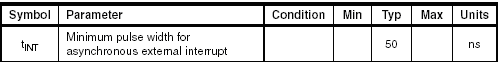 Symbol Parameter Condition Min Typ Max Units
tINT Minimum pulse width for asynchronous external interrupt 50 ns